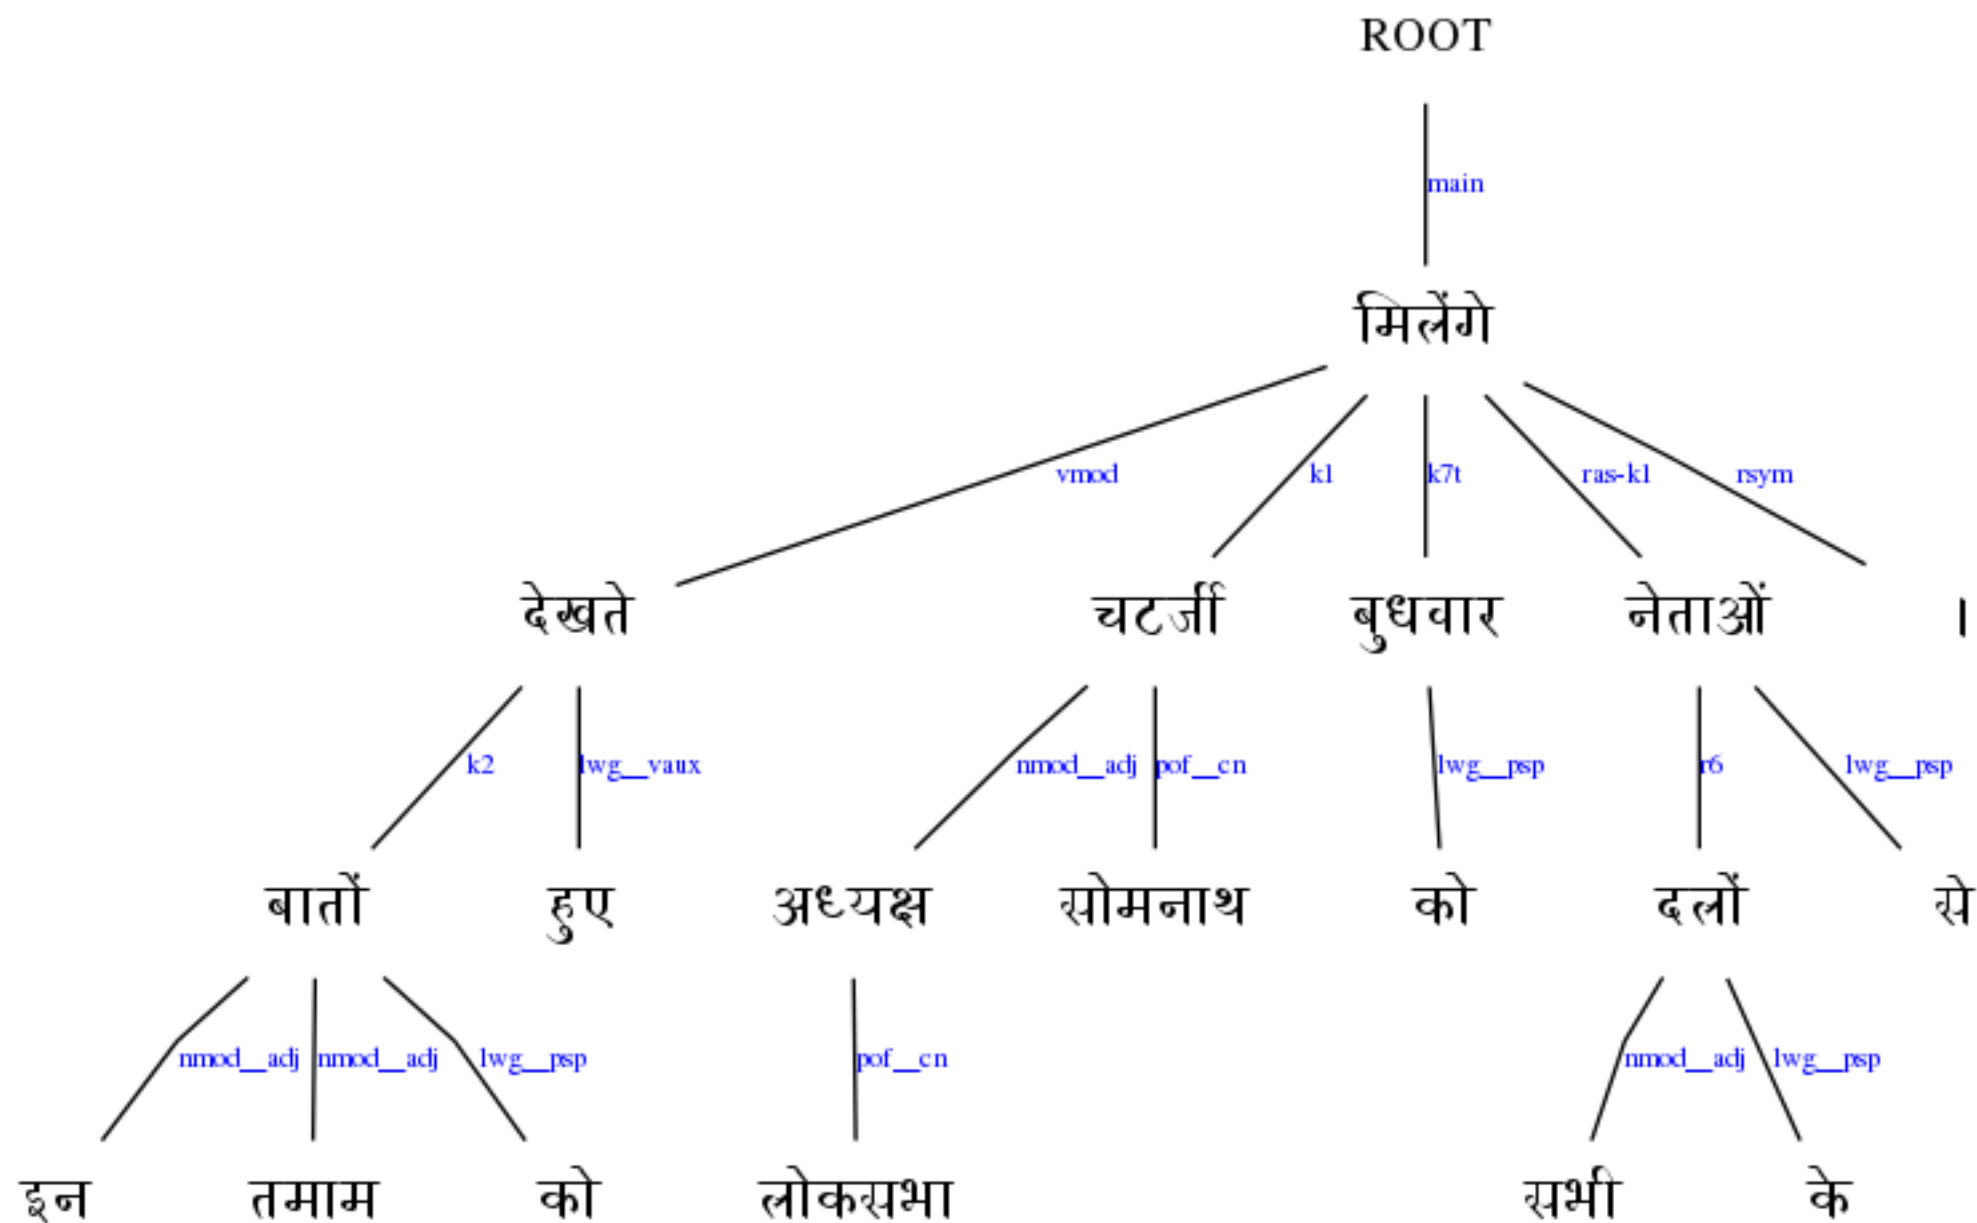 ROOT
main
मिलेंगे
vmod k1 k7t ras-k1 rsym
देखते चटर्जी बुधवार नेताओं ।
k2 lwg__vaux nmod__adj pof__cn lwg__psp r6 lwg__psp
बातों हुए अध्यक्ष सोमनाथ को दलों से
nmod__adj nmod__adj lwg__psp pof__cn nmod__adj lwg__psp
इन तमाम को लोकसभा सभी के